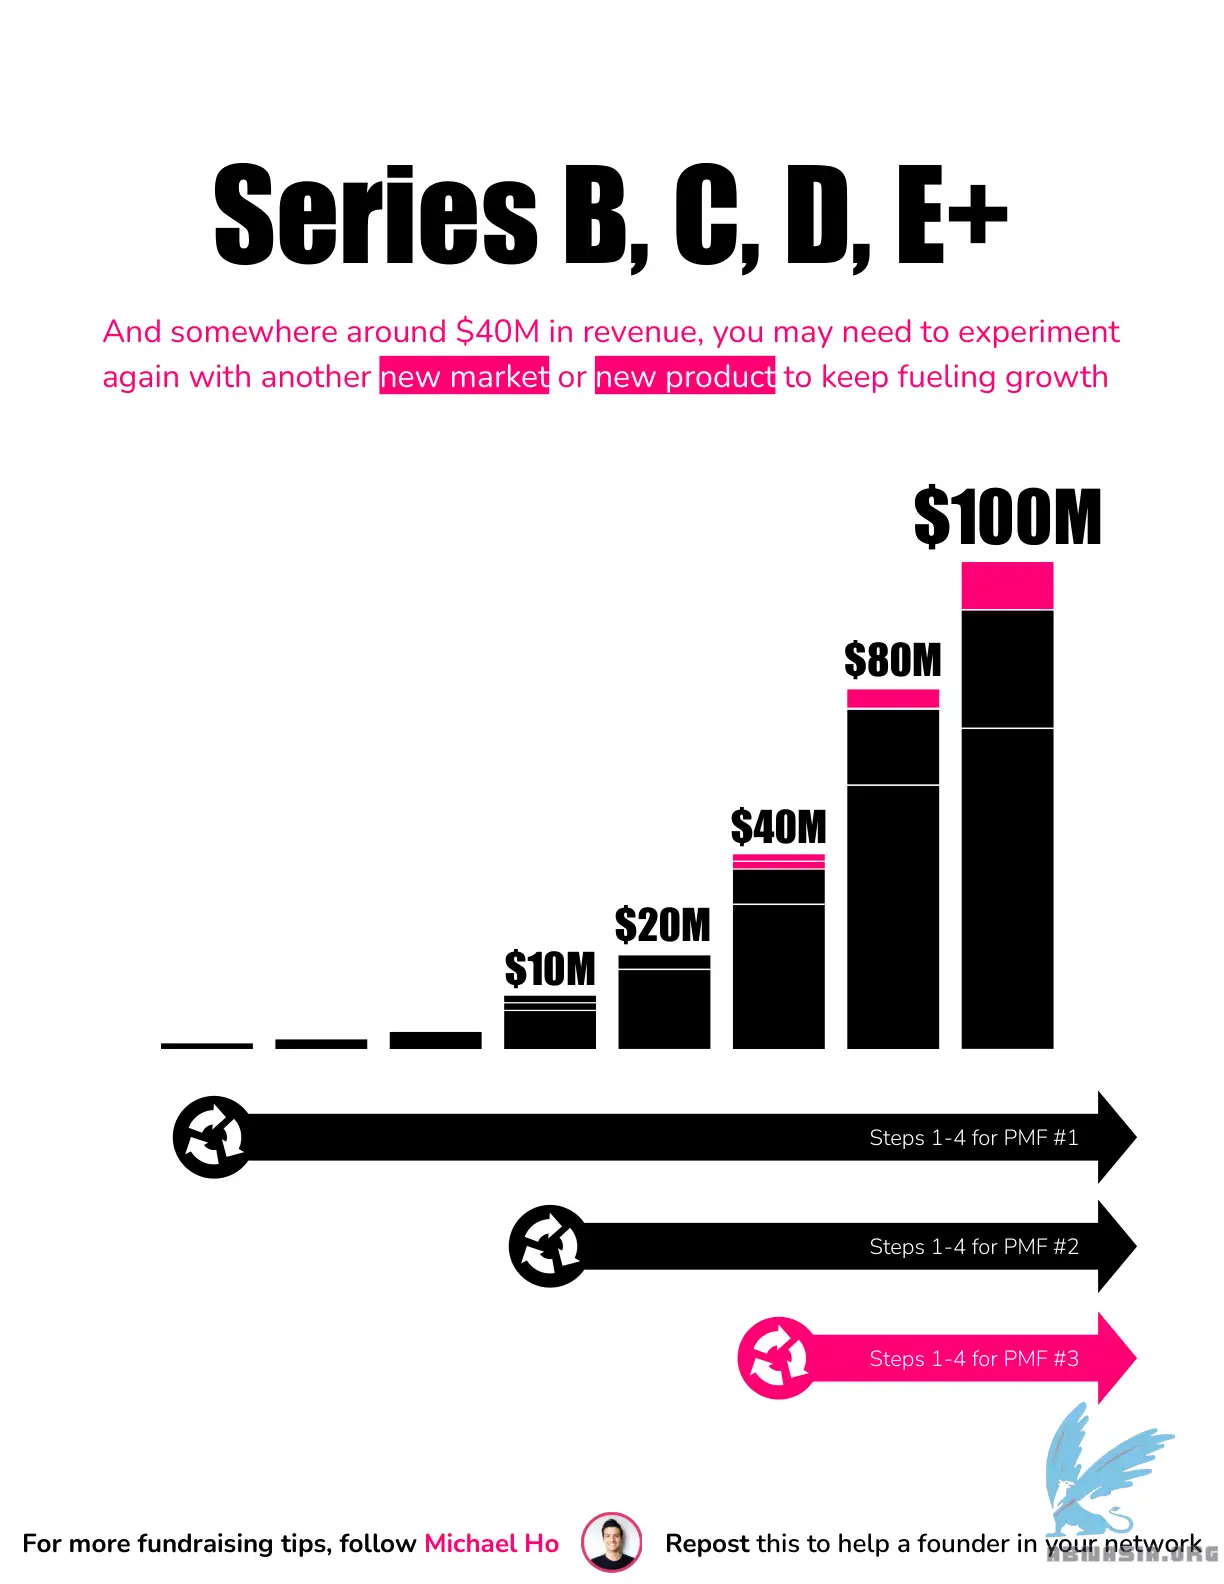 Series B, C, D, E+
And somewhere around $40M in revenue, you may need to experiment
again with another new market or new product to keep fueling growth
$100M
$80M
$40M
$20M
$10M
Steps 1-4 for PMF #1
Steps 1-4 for PMF #2
Steps 1-4 for PMF #3
For more fundraising tips, follow Michael Ho
Repost this to help a founder in your network
ABWASIA.ORG